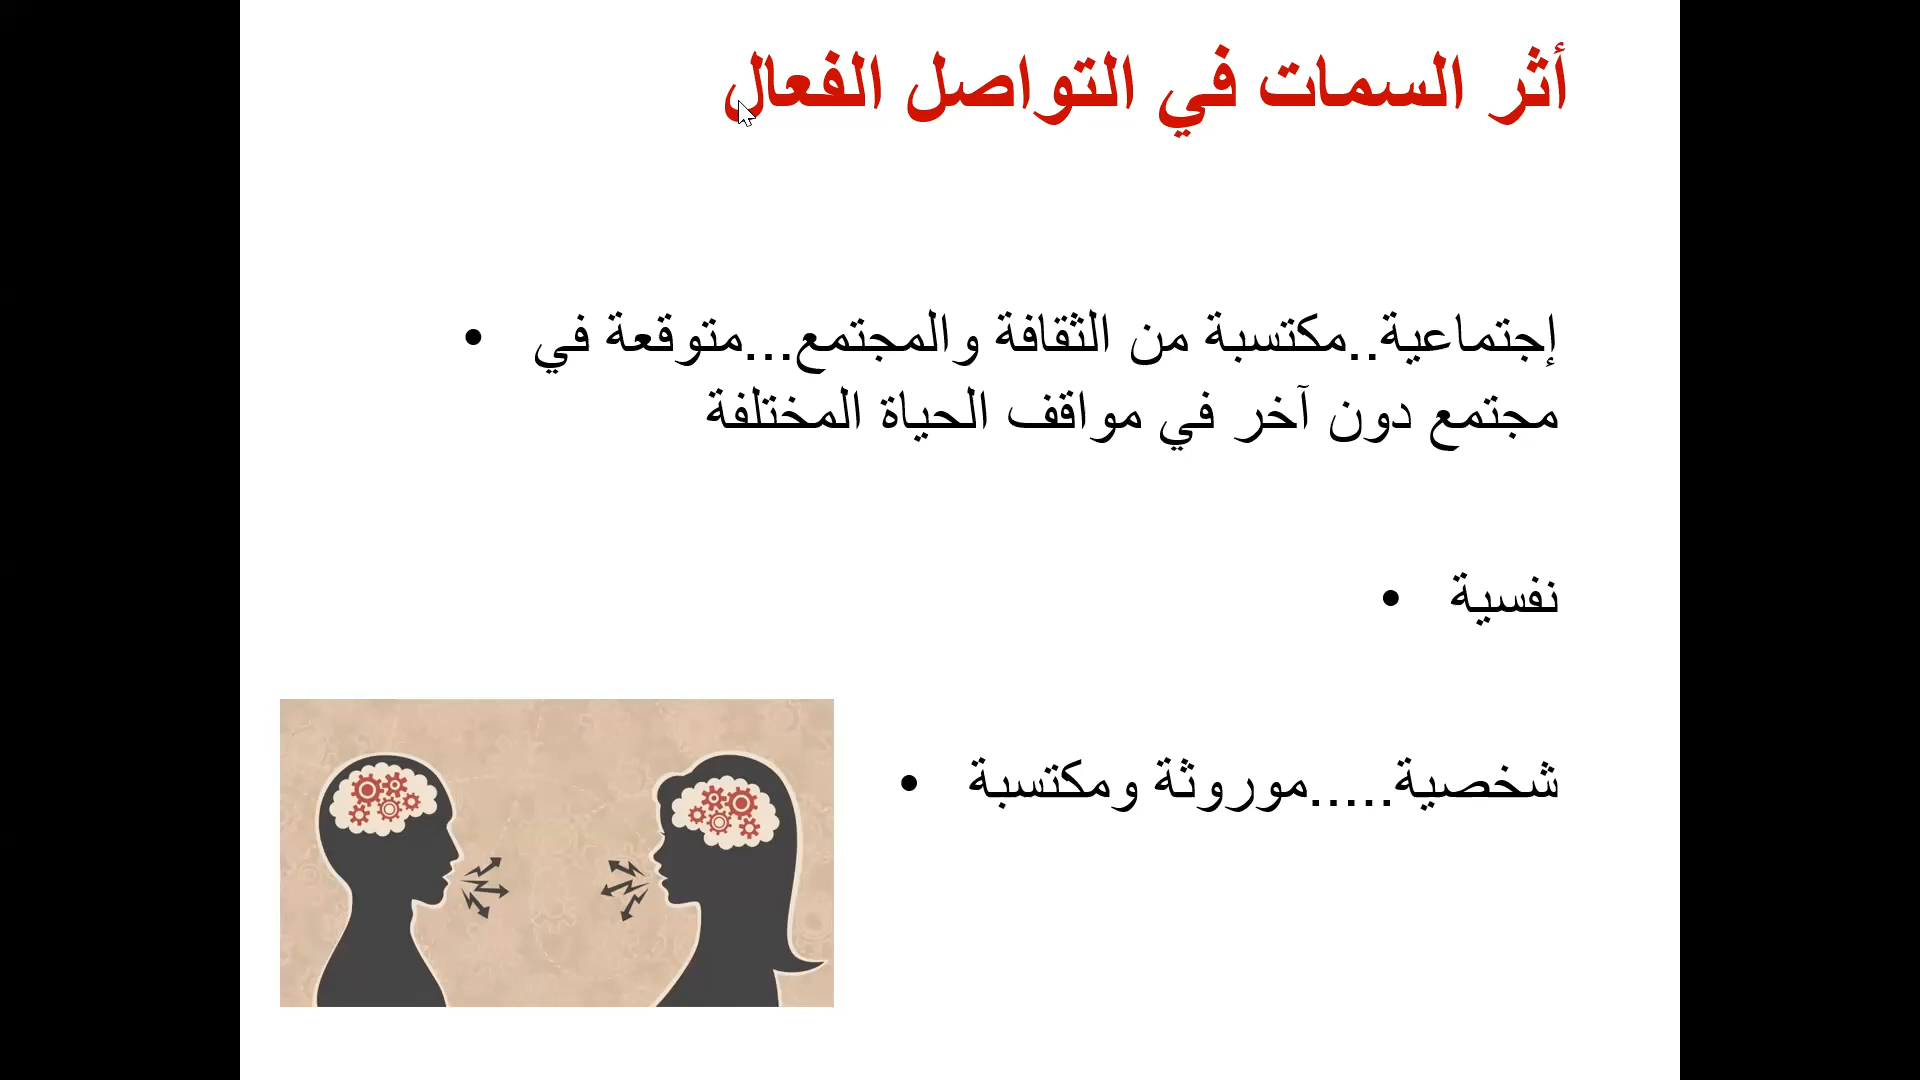 أثر السمات في التواصل الفعال
إجتماعية..مكتسبة من الثقافة والمجتمع...متوقعة في •
مجتمع دون آخر في مواقف الحياة المختلفة
نفسية •
شخصية.....موروثة ومكتسبة •